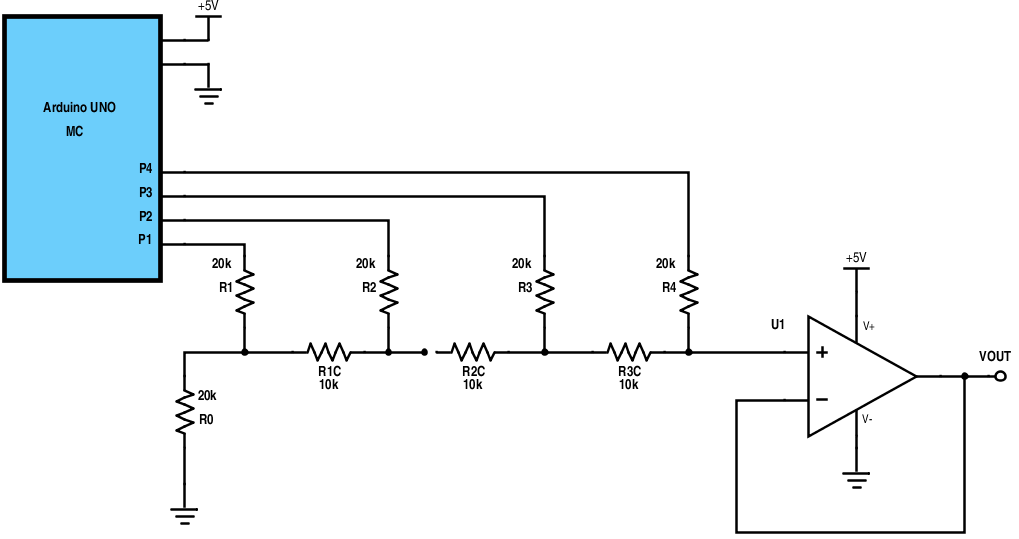 +5V
Arduino UNO
MC
P4
P3
P2
P1
20k
R1
20k
R2
20k
R3
20k
R4
R1C
10k
R2C
10k
R3C
10k
20k
R0
U1
+5V
V+
+
−
V-
VOUT